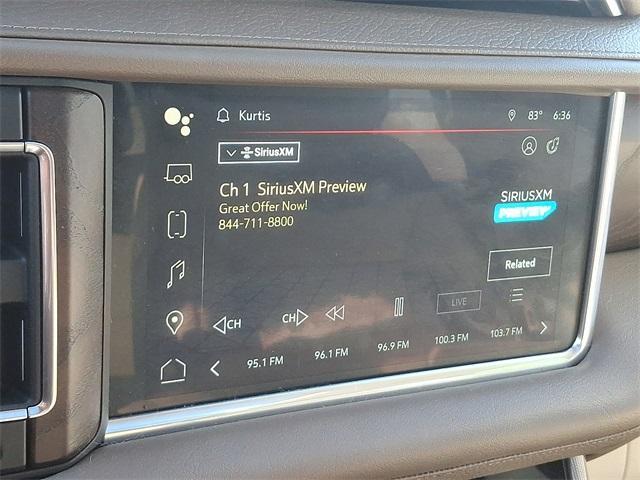 Kurtis 83° 6:36
SiriusXM
Ch 1 SiriusXM Preview
Great Offer Now!
844-711-8800
SIRIUSXM
PREVIEW
Related
CH CH LIVE
95.1 FM 96.1 FM 96.9 FM 100.3 FM 103.7 FM